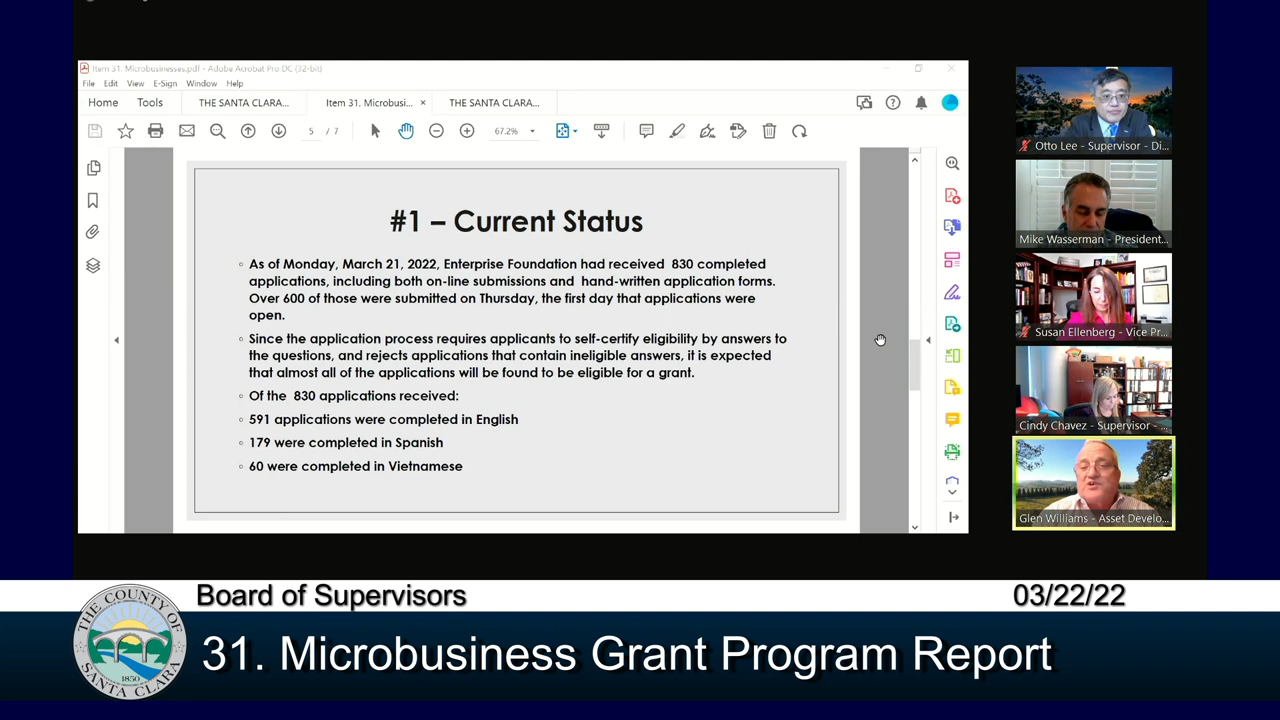 Item 31. Microbusinesses.pdf - Adobe Acrobat Pro DC (32-bit)
File Edit View E-Sign Window Help
Home Tools THE SANTA CLARA... Item 31. Microbusi... × THE SANTA CLARA...
5 / 7 67.2%
#1 – Current Status
◦ As of Monday, March 21, 2022, Enterprise Foundation had received 830 completed
applications, including both on-line submissions and hand-written application forms.
Over 600 of those were submitted on Thursday, the first day that applications were
open.
◦ Since the application process requires applicants to self-certify eligibility by answers to
the questions, and rejects applications that contain ineligible answers, it is expected
that almost all of the applications will be found to be eligible for a grant.
◦ Of the 830 applications received:
◦ 591 applications were completed in English
◦ 179 were completed in Spanish
◦ 60 were completed in Vietnamese
Otto Lee - Supervisor - Di...
Mike Wasserman - President...
Susan Ellenberg - Vice Pr...
Cindy Chavez - Supervisor - ...
Glen Williams - Asset Develo...
THE COUNTY OF
SANTA CLARA
1850
Board of Supervisors 03/22/22
31. Microbusiness Grant Program Report